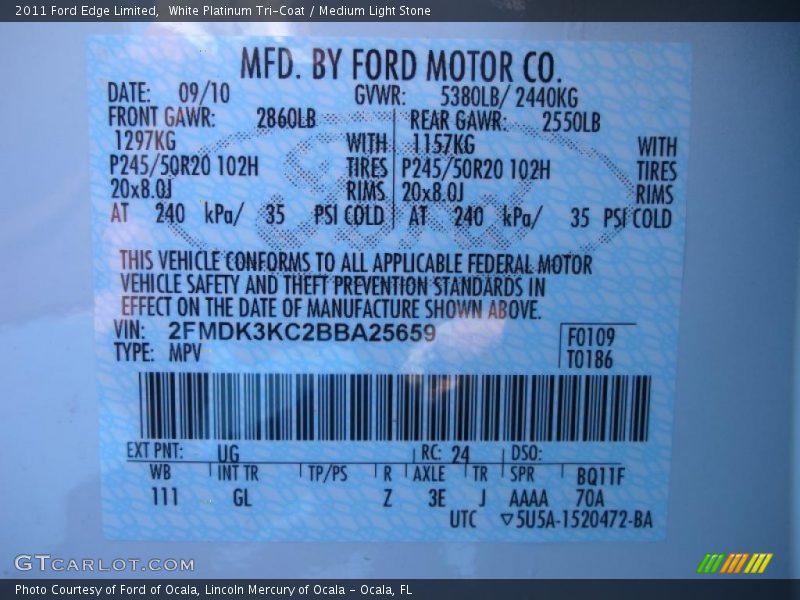 2011 Ford Edge Limited, White Platinum Tri-Coat / Medium Light Stone
MFD. BY FORD MOTOR CO.
DATE: 09/10 GVWR: 5380LB/ 2440KG
FRONT GAWR: 2860LB REAR GAWR: 2550LB
1297KG WITH 1157KG WITH
P245/50R20 102H TIRES P245/50R20 102H TIRES
20x8.0J RIMS 20x8.0J RIMS
AT 240 kPa/ 35 PSI COLD AT 240 kPa/ 35 PSI COLD
THIS VEHICLE CONFORMS TO ALL APPLICABLE FEDERAL MOTOR
VEHICLE SAFETY AND THEFT PREVENTION STANDARDS IN
EFFECT ON THE DATE OF MANUFACTURE SHOWN ABOVE.
VIN: 2FMDK3KC2BBA25659 F0109
TYPE: MPV T0186
EXT PNT: UG RC: 24 DSO:
WB INT TR TP/PS R AXLE TR SPR BQ11F
111 GL Z 3E J AAAA 70A
UTC ▽5U5A-1520472-BA
GTCARLOT.COM
Photo Courtesy of Ford of Ocala, Lincoln Mercury of Ocala - Ocala, FL